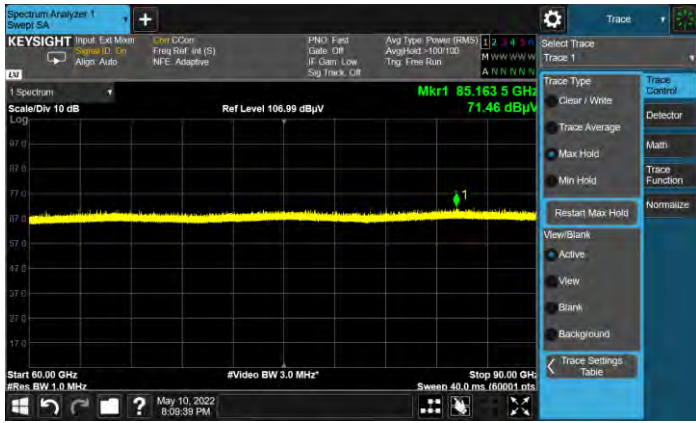 Spectrum Analyzer 1
Swept SA
+
Trace
KEYSIGHT
Input: Ext Mixer
Signal ID: On
Align: Auto
Corr CCorr
Freq Ref: Int (S)
NFE: Adaptive
PNO: Fast
Gate: Off
IF Gain: Low
Sig Track: Off
Avg Type: Power (RMS)
Avg|Hold:>100/100
Trig: Free Run
1 2 3 4 5 6
M W W W W W
A N N N N N
LXI
Select Trace
Trace 1
1 Spectrum
Scale/Div 10 dB
Ref Level 106.99 dBµV
Mkr1 85.163 5 GHz
71.46 dBµV
Log
97.0
87.0
77.0
67.0
57.0
47.0
37.0
27.0
17.0
1
Start 60.00 GHz
#Res BW 1.0 MHz
#Video BW 3.0 MHz*
Stop 90.00 GHz
Sweep 40.0 ms (60001 pts
Trace Type
Clear / Write
Trace Average
Max Hold
Min Hold
Restart Max Hold
View/Blank
Active
View
Blank
Background
Trace Settings
Table
Trace
Control
Detector
Math
Trace
Function
Normalize
?
May 10, 2022
8:09:39 PM